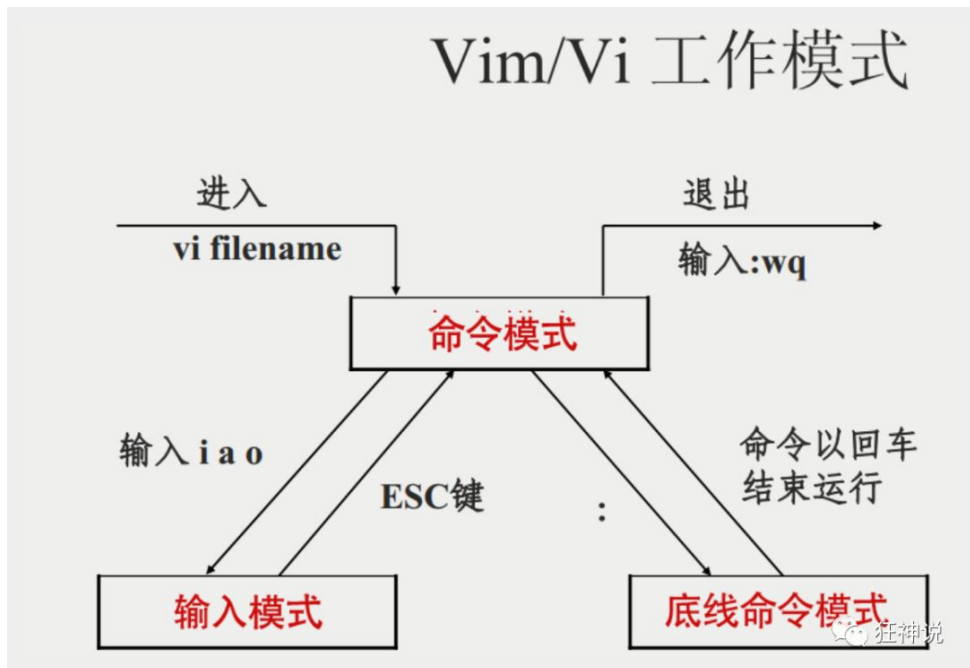 Vim/Vi 工作模式
进入
vi filename
退出
输入:wq
命令模式
输入 i a o
ESC键
:
命令以回车
结束运行
输入模式
底线命令模式
狂神说